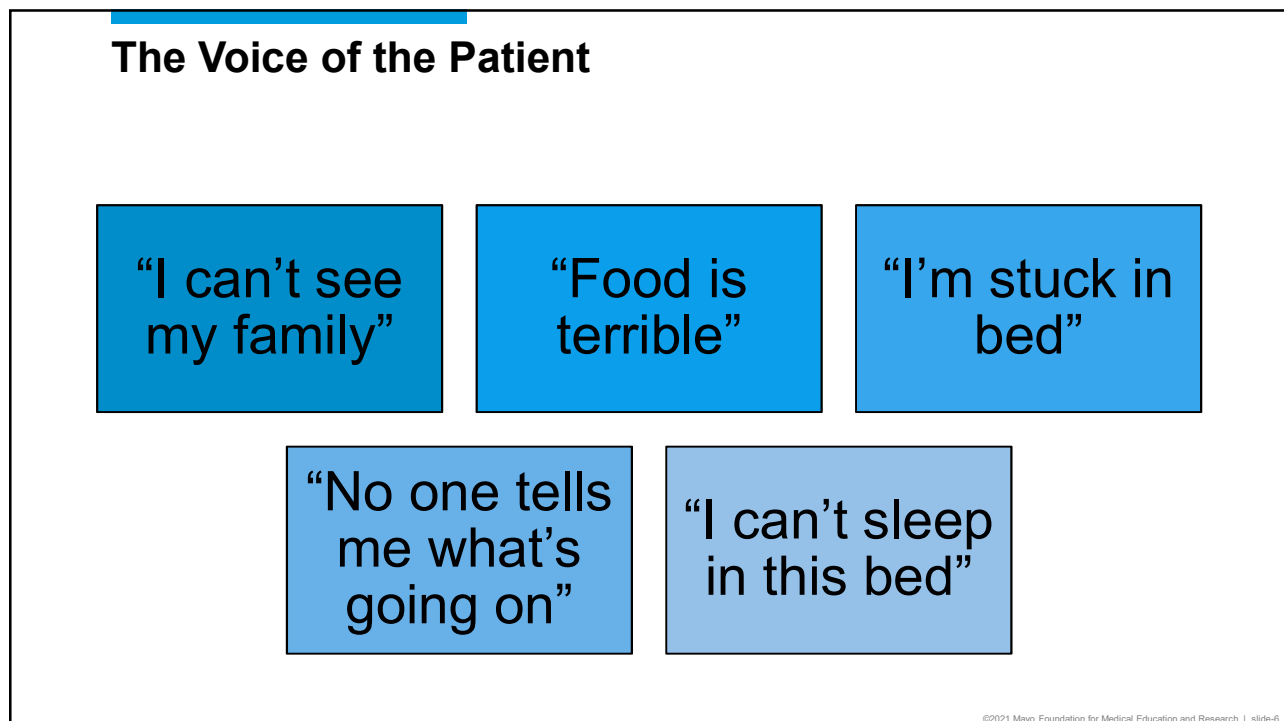 The Voice of the Patient
“I can’t see
my family”
“Food is
terrible”
“I’m stuck in
bed”
“No one tells
me what’s
going on”
“I can’t sleep
in this bed”
©2021 Mayo Foundation for Medical Education and Research | slide-6